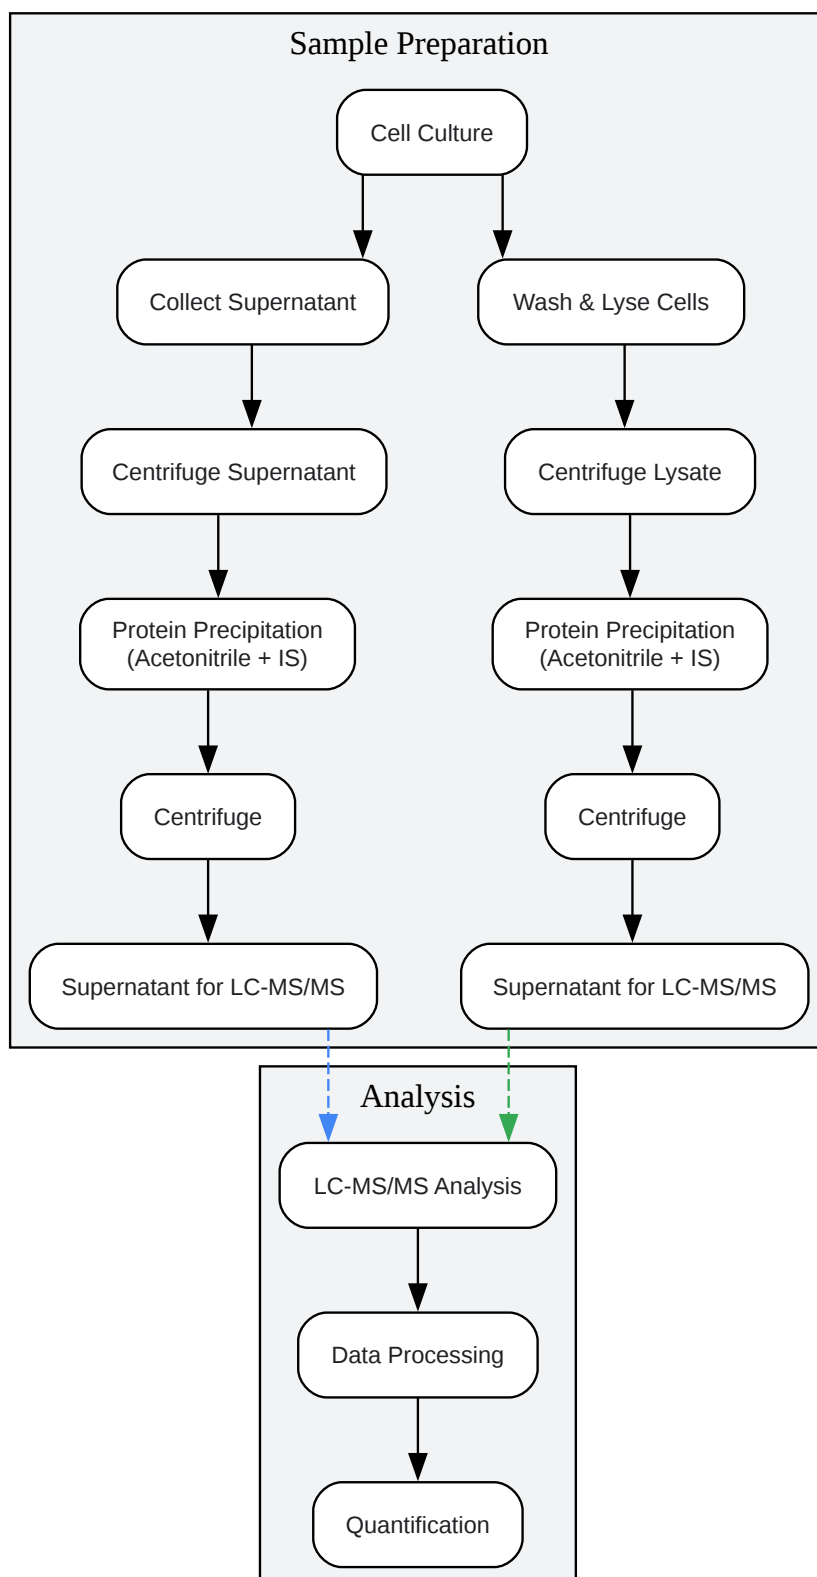 Sample Preparation
Cell Culture
Collect Supernatant
Wash & Lyse Cells
Centrifuge Supernatant
Centrifuge Lysate
Protein Precipitation
(Acetonitrile + IS)
Protein Precipitation
(Acetonitrile + IS)
Centrifuge
Centrifuge
Supernatant for LC-MS/MS
Supernatant for LC-MS/MS
Analysis
LC-MS/MS Analysis
Data Processing
Quantification